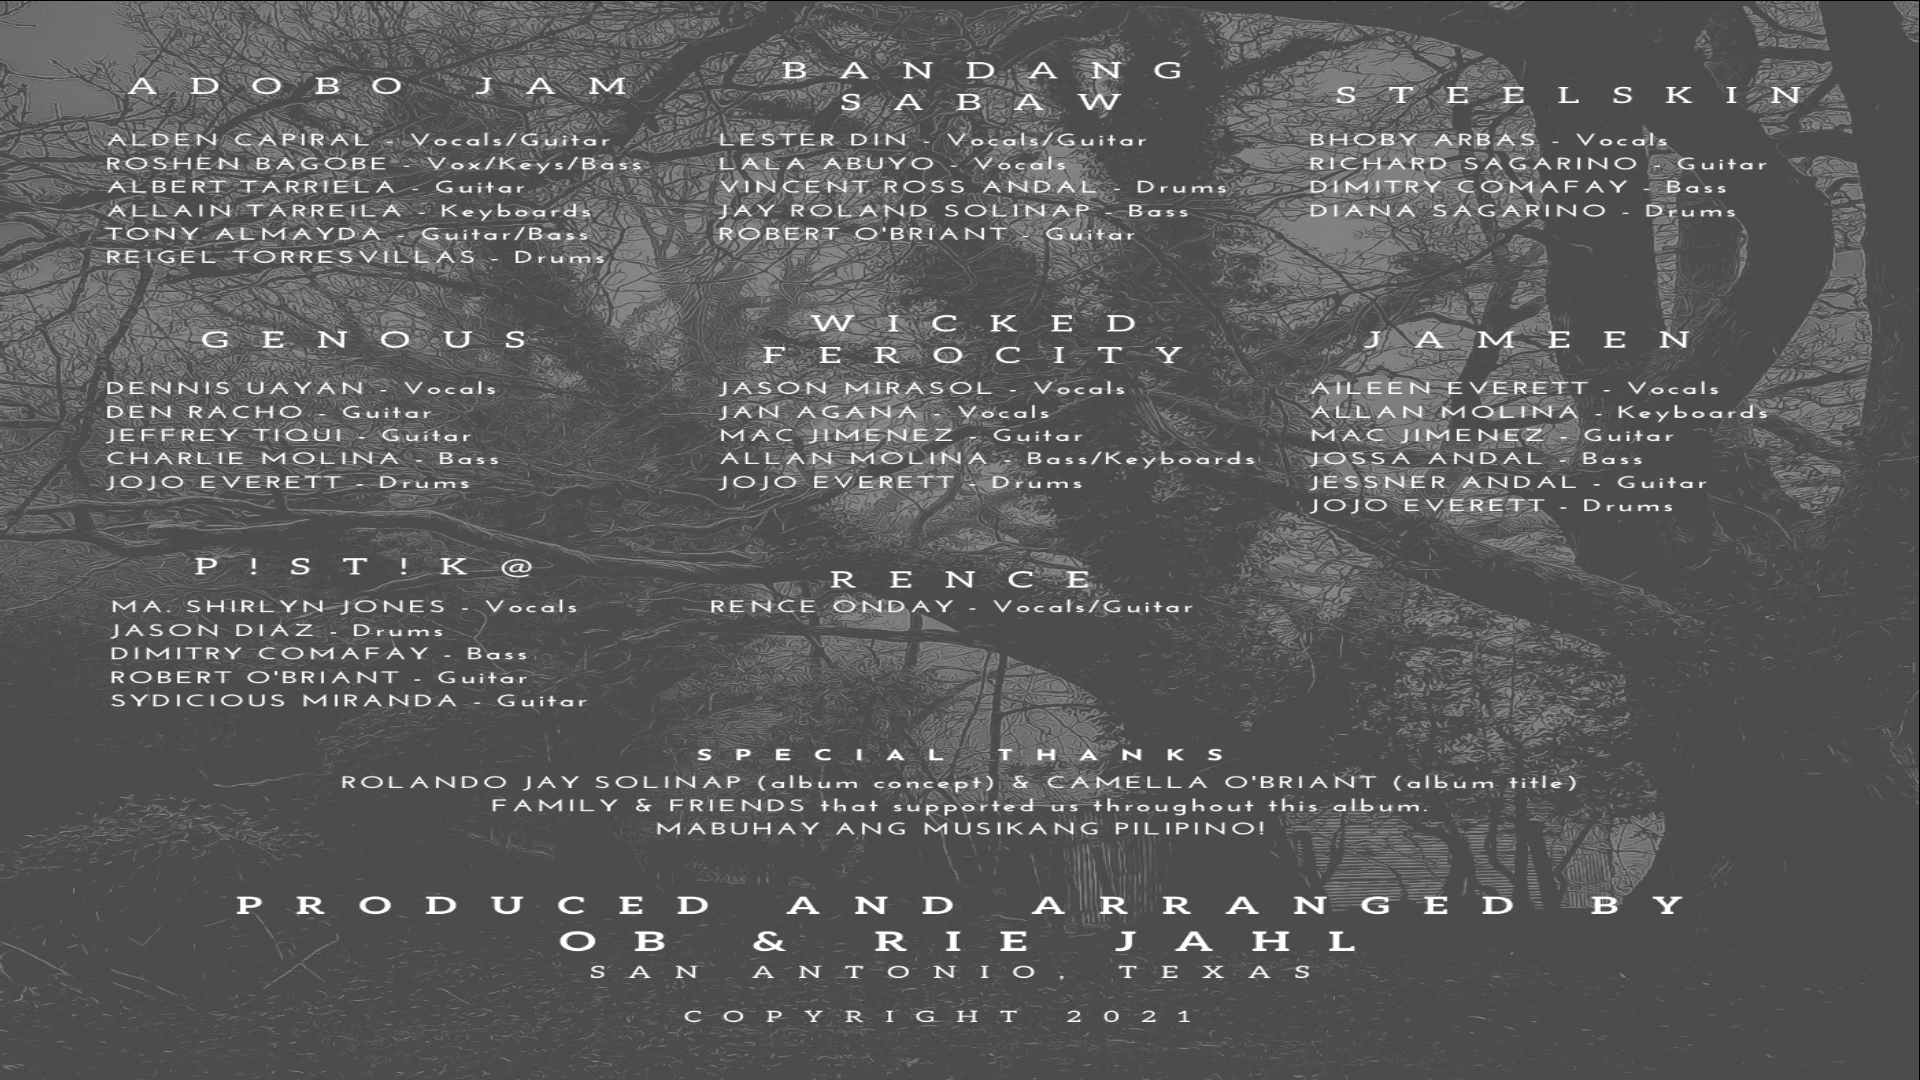 ADOBO JAM
ALDEN CAPIRAL - Vocals/Guitar
ROSHEN BAGOBE - Vox/Keys/Bass
ALBERT TARRIELA - Guitar
ALLAIN TARREILA - Keyboards
TONY ALMAYDA - Guitar/Bass
REIGEL TORRESVILLAS - Drums
BANDANG
SABAW
LESTER DIN - Vocals/Guitar
LALA ABUYO - Vocals
VINCENT ROSS ANDAL - Drums
JAY ROLAND SOLINAP - Bass
ROBERT O'BRIANT - Guitar
STEELSKIN
BHOBY ARBAS - Vocals
RICHARD SAGARINO - Guitar
DIMITRY COMAFAY - Bass
DIANA SAGARINO - Drums
GENOUS
DENNIS UAYAN - Vocals
DEN RACHO - Guitar
JEFFREY TIQUI - Guitar
CHARLIE MOLINA - Bass
JOJO EVERETT - Drums
WICKED
FEROCITY
JASON MIRASOL - Vocals
JAN AGANA - Vocals
MAC JIMENEZ - Guitar
ALLAN MOLINA - Bass/Keyboards
JOJO EVERETT - Drums
JAMEEN
AILEEN EVERETT - Vocals
ALLAN MOLINA - Keyboards
MAC JIMENEZ - Guitar
JOSSA ANDAL - Bass
JESSNER ANDAL - Guitar
JOJO EVERETT - Drums
P!ST!K@
MA. SHIRLYN JONES - Vocals
JASON DIAZ - Drums
DIMITRY COMAFAY - Bass
ROBERT O'BRIANT - Guitar
SYDICIOUS MIRANDA - Guitar
RENCE
RENCE ONDAY - Vocals/Guitar
SPECIAL THANKS
ROLANDO JAY SOLINAP (album concept) & CAMELLA O'BRIANT (album title)
FAMILY & FRIENDS that supported us throughout this album.
MABUHAY ANG MUSIKANG PILIPINO!
PRODUCED AND ARRANGED BY
OB & RIE JAHL
SAN ANTONIO, TEXAS
COPYRIGHT 2021